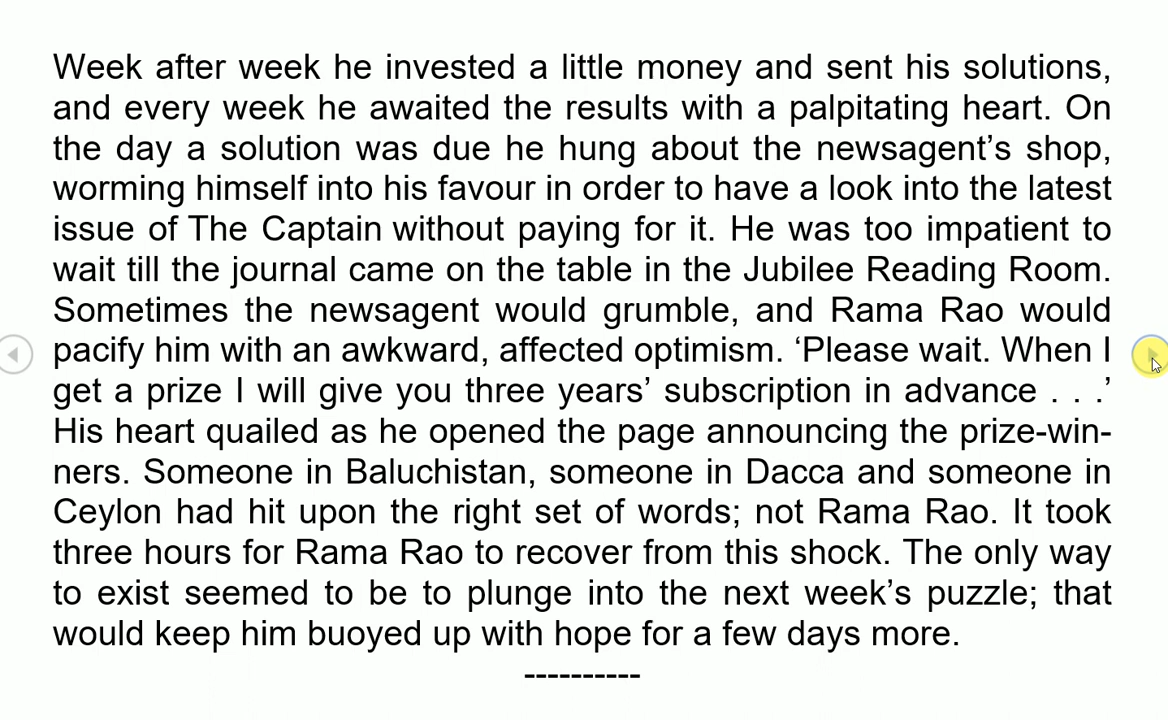 Week after week he invested a little money and sent his solutions,
and every week he awaited the results with a palpitating heart. On
the day a solution was due he hung about the newsagent’s shop,
worming himself into his favour in order to have a look into the latest
issue of The Captain without paying for it. He was too impatient to
wait till the journal came on the table in the Jubilee Reading Room.
Sometimes the newsagent would grumble, and Rama Rao would
pacify him with an awkward, affected optimism. ‘Please wait. When I
get a prize I will give you three years’ subscription in advance . . .’
His heart quailed as he opened the page announcing the prize-win-
ners. Someone in Baluchistan, someone in Dacca and someone in
Ceylon had hit upon the right set of words; not Rama Rao. It took
three hours for Rama Rao to recover from this shock. The only way
to exist seemed to be to plunge into the next week’s puzzle; that
would keep him buoyed up with hope for a few days more.
----------